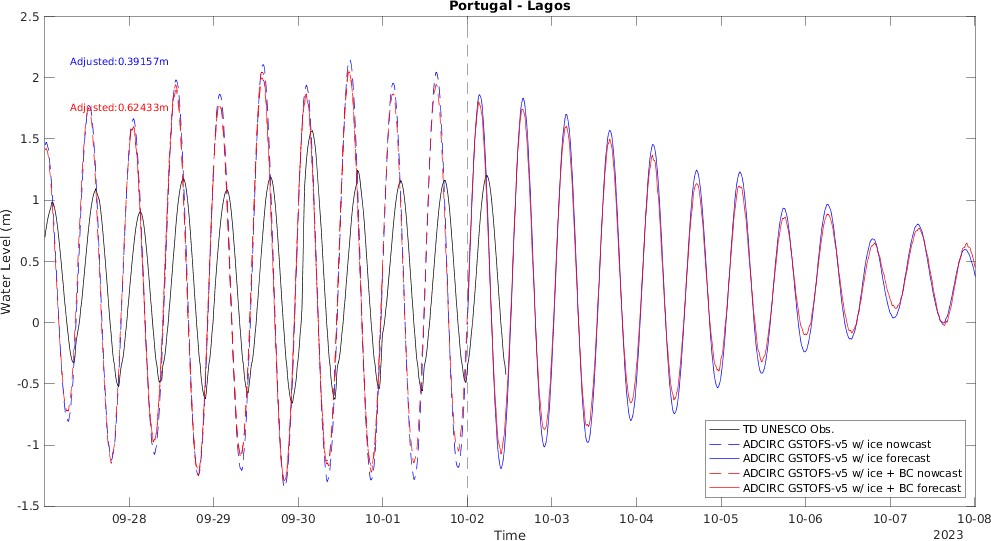 Portugal - Lagos
2.5
2
1.5
1
0.5
0
-0.5
-1
-1.5
Water Level (m)
Adjusted:0.39157m
Adjusted:0.62433m
TD UNESCO Obs.
ADCIRC GSTOFS-v5 w/ ice nowcast
ADCIRC GSTOFS-v5 w/ ice forecast
ADCIRC GSTOFS-v5 w/ ice + BC nowcast
ADCIRC GSTOFS-v5 w/ ice + BC forecast
09-28 09-29 09-30 10-01 10-02 10-03 10-04 10-05 10-06 10-07 10-08
Time
2023